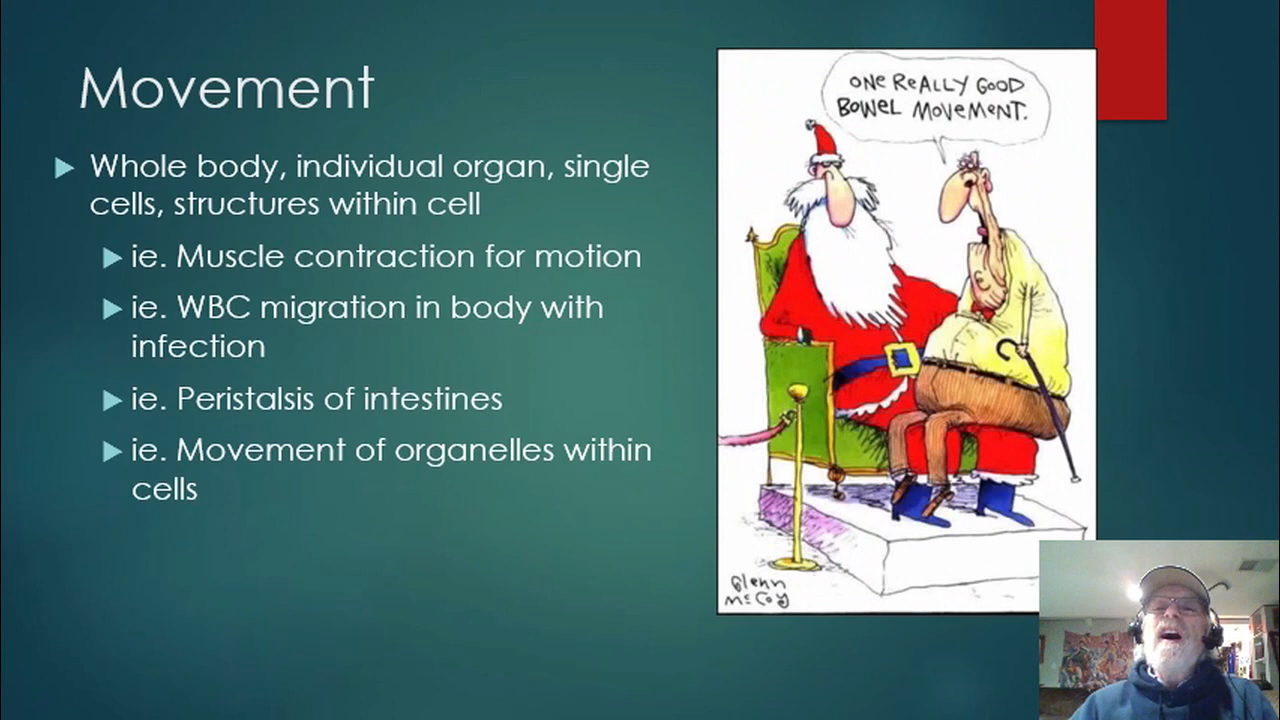 Movement
Whole body, individual organ, single
cells, structures within cell
ie. Muscle contraction for motion
ie. WBC migration in body with
infection
ie. Peristalsis of intestines
ie. Movement of organelles within
cells
ONE ReALLY GOOD
BOWeL MOVeMeNT.
Glenn
McCoy